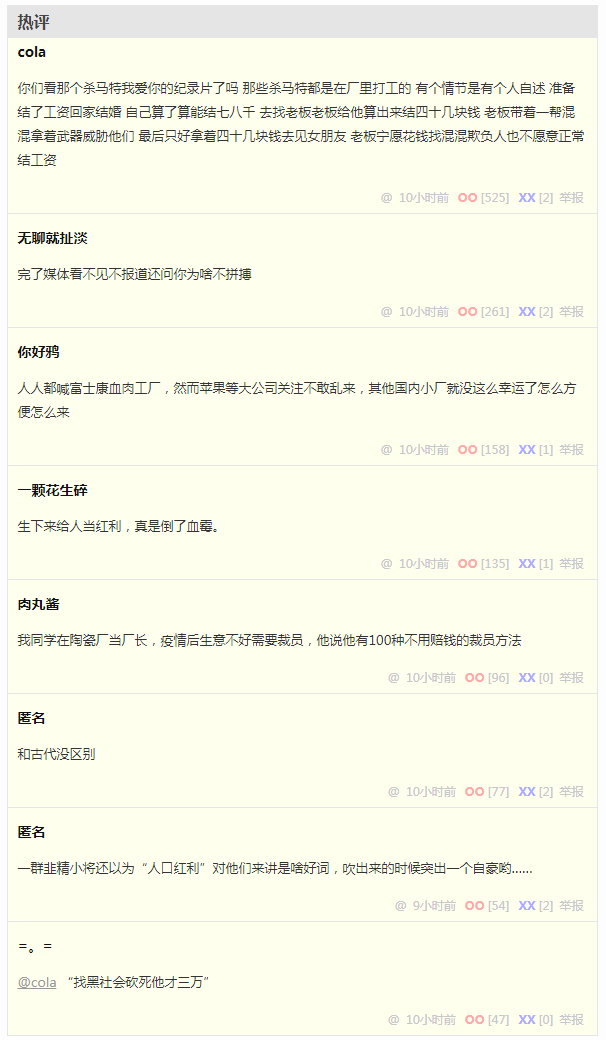 热评
cola
你们看那个杀马特我爱你的纪录片了吗 那些杀马特都是在厂里打工的 有个情节是有个人自述 准备
结了工资回家结婚 自己算了算能结七八千 去找老板老板给他算出来结四十几块钱 老板带着一帮混
混拿着武器威胁他们 最后只好拿着四十几块钱去见女朋友 老板宁愿花钱找混混欺负人也不愿意正常
结工资
@ 10小时前 OO [525] XX [2] 举报
无聊就扯淡
完了媒体看不见不报道还问你为啥不拼搏
@ 10小时前 OO [261] XX [2] 举报
你好鸦
人人都喊富士康血肉工厂，然而苹果等大公司关注不敢乱来，其他国内小厂就没这么幸运了怎么方
便怎么来
@ 10小时前 OO [158] XX [1] 举报
一颗花生碎
生下来给人当红利，真是倒了血霉。
@ 10小时前 OO [135] XX [1] 举报
肉丸酱
我同学在陶瓷厂当厂长，疫情后生意不好需要裁员，他说他有100种不用赔钱的裁员方法
@ 10小时前 OO [96] XX [0] 举报
匿名
和古代没区别
@ 10小时前 OO [77] XX [2] 举报
匿名
一群韭精小将还以为“人口红利”对他们来讲是啥好词，吹出来的时候突出一个自豪哟......
@ 9小时前 OO [54] XX [2] 举报
=。=
@cola “找黑社会砍死他才三万”
@ 10小时前 OO [47] XX [0] 举报